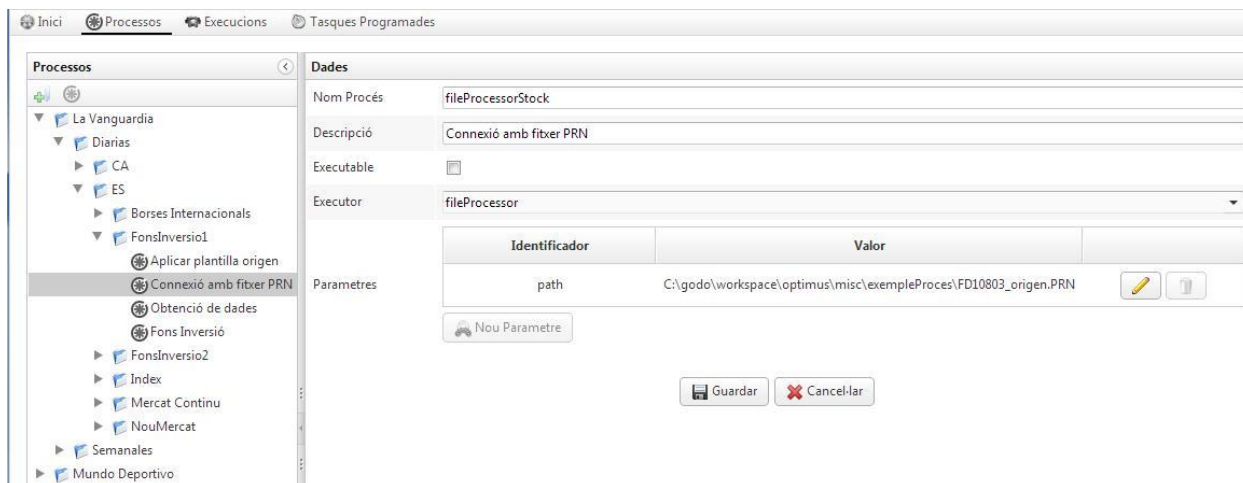 Inici Processos Execucions Tasques Programades
Processos
La Vanguardia
Diarias
CA
ES
Borses Internacionals
FonsInversio1
Aplicar plantilla origen
Connexió amb fitxer PRN
Obtenció de dades
Fons Inversió
FonsInversio2
Index
Mercat Continu
NouMercat
Semanales
Mundo Deportivo
Dades
Nom Procés fileProcessorStock
Descripció Connexió amb fitxer PRN
Executable
Executor fileProcessor
Parametres
Identificador Valor
path C:\godo\workspace\optimus\misc\exempleProces\FD10803_origen.PRN
Nou Parametre
Guardar Cancel·lar